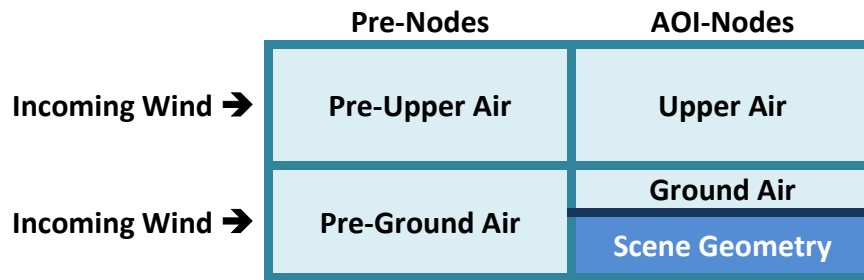 Pre-Nodes AOI-Nodes
Incoming Wind ➔ Pre-Upper Air Upper Air
Ground Air
Incoming Wind ➔ Pre-Ground Air
Scene Geometry